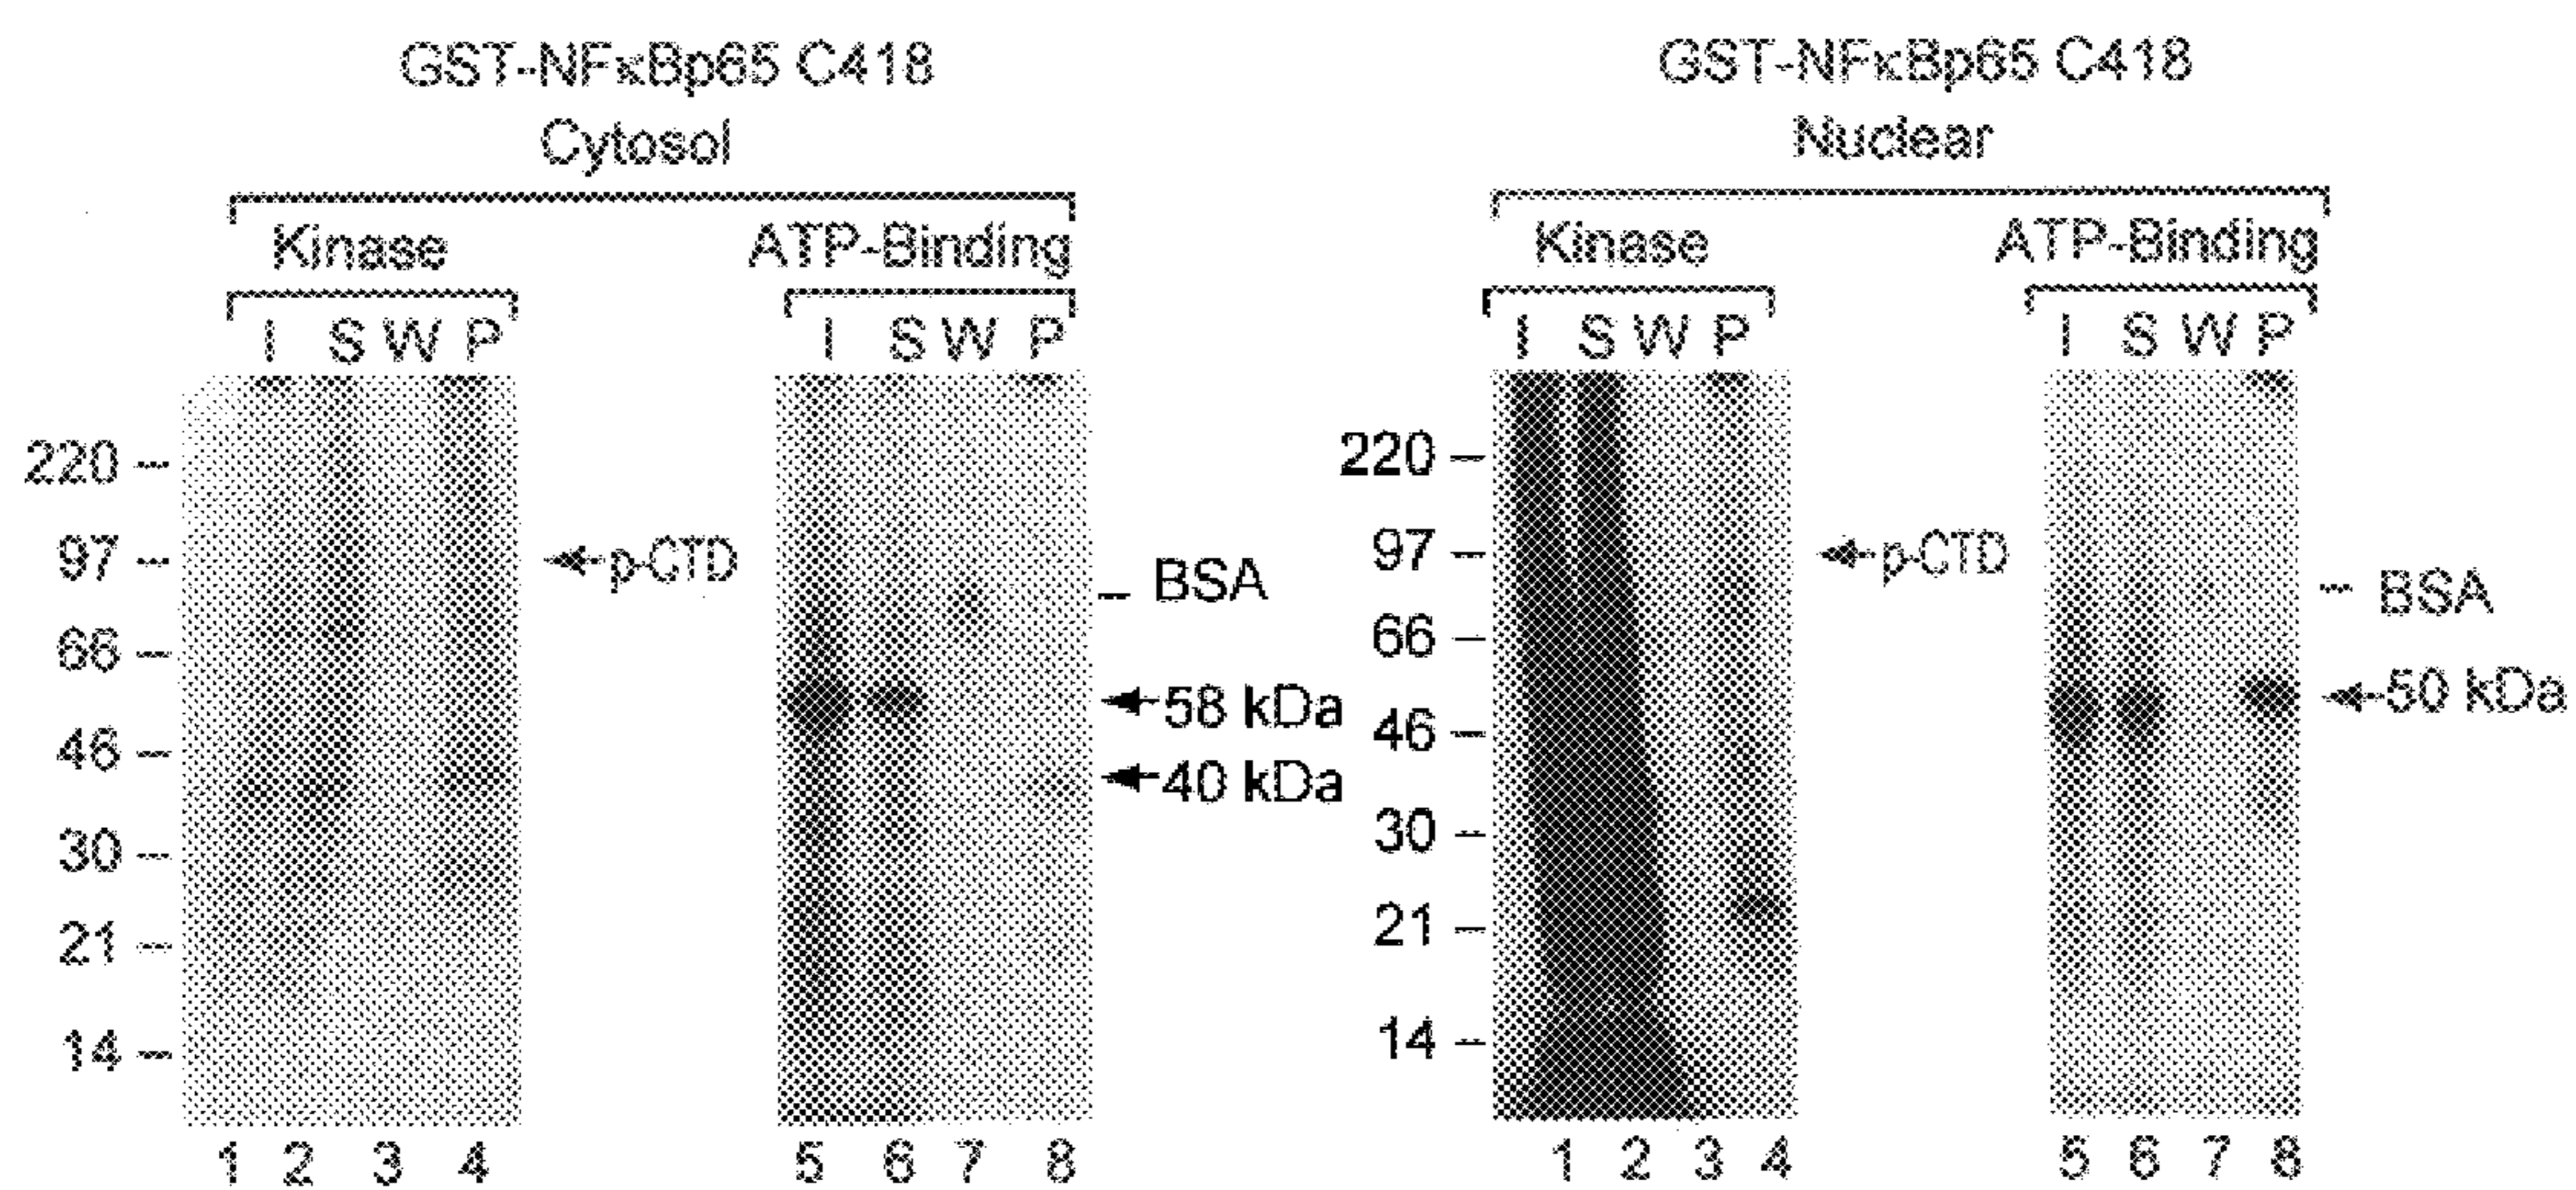 GST-NFκBp65 C418
Cytosol
Kinase ATP-Binding
I S W P I S W P
220
97
66
46
30
21
14
p-CTD
BSA
58 kDa
40 kDa
1 2 3 4 5 6 7 8
GST-NFκBp65 C418
Nuclear
Kinase ATP-Binding
I S W P I S W P
220
97
66
46
30
21
14
p-CTD
BSA
50 kDa
1 2 3 4 5 6 7 8